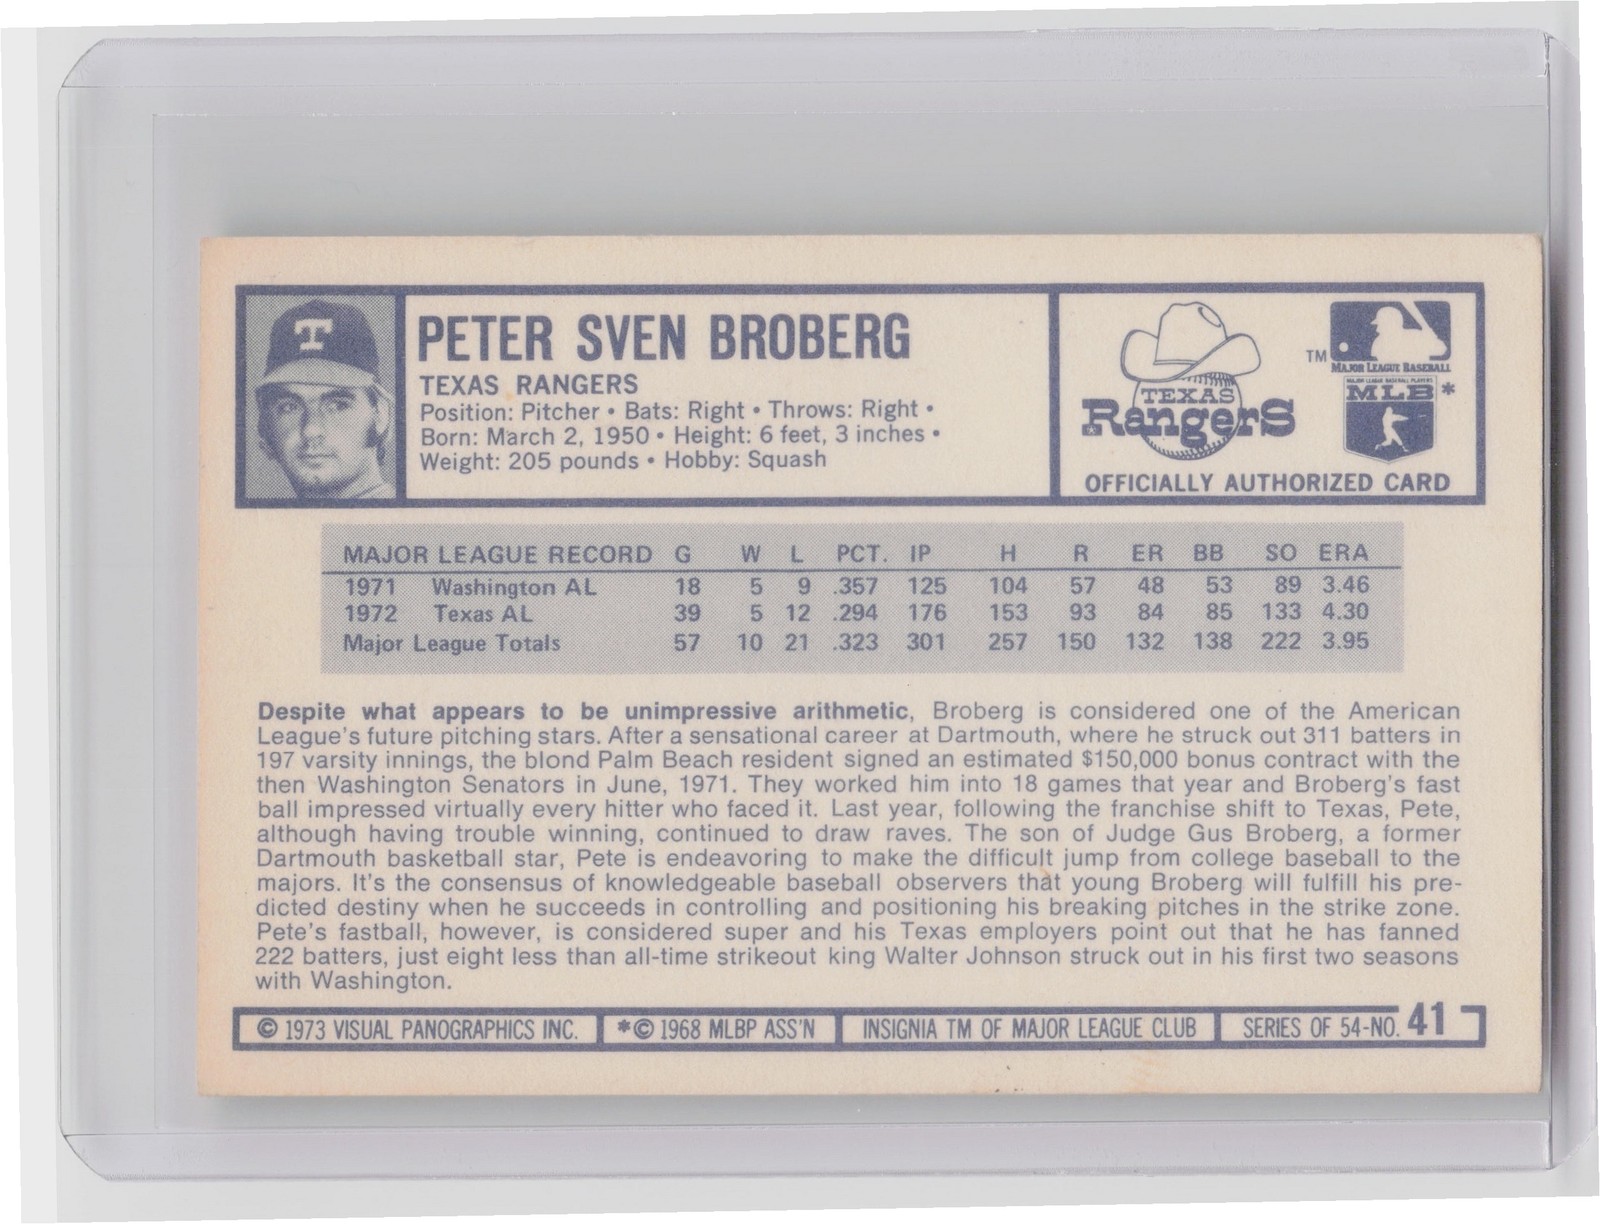 T
PETER SVEN BROBERG
TEXAS RANGERS
Position: Pitcher • Bats: Right • Throws: Right •
Born: March 2, 1950 • Height: 6 feet, 3 inches •
Weight: 205 pounds • Hobby: Squash
TEXAS
Rangers
TM
MAJOR LEAGUE BASEBALL
MAJOR LEAGUE BASEBALL PLAYERS
MLB *
OFFICIALLY AUTHORIZED CARD
MAJOR LEAGUE RECORD G W L PCT. IP H R ER BB SO ERA
1971 Washington AL 18 5 9 .357 125 104 57 48 53 89 3.46
1972 Texas AL 39 5 12 .294 176 153 93 84 85 133 4.30
Major League Totals 57 10 21 .323 301 257 150 132 138 222 3.95
Despite what appears to be unimpressive arithmetic, Broberg is considered one of the American
League's future pitching stars. After a sensational career at Dartmouth, where he struck out 311 batters in
197 varsity innings, the blond Palm Beach resident signed an estimated $150,000 bonus contract with the
then Washington Senators in June, 1971. They worked him into 18 games that year and Broberg's fast
ball impressed virtually every hitter who faced it. Last year, following the franchise shift to Texas, Pete,
although having trouble winning, continued to draw raves. The son of Judge Gus Broberg, a former
Dartmouth basketball star, Pete is endeavoring to make the difficult jump from college baseball to the
majors. It's the consensus of knowledgeable baseball observers that young Broberg will fulfill his pre-
dicted destiny when he succeeds in controlling and positioning his breaking pitches in the strike zone.
Pete's fastball, however, is considered super and his Texas employers point out that he has fanned
222 batters, just eight less than all-time strikeout king Walter Johnson struck out in his first two seasons
with Washington.
© 1973 VISUAL PANOGRAPHICS INC. *© 1968 MLBP ASS'N INSIGNIA TM OF MAJOR LEAGUE CLUB SERIES OF 54-NO. 41